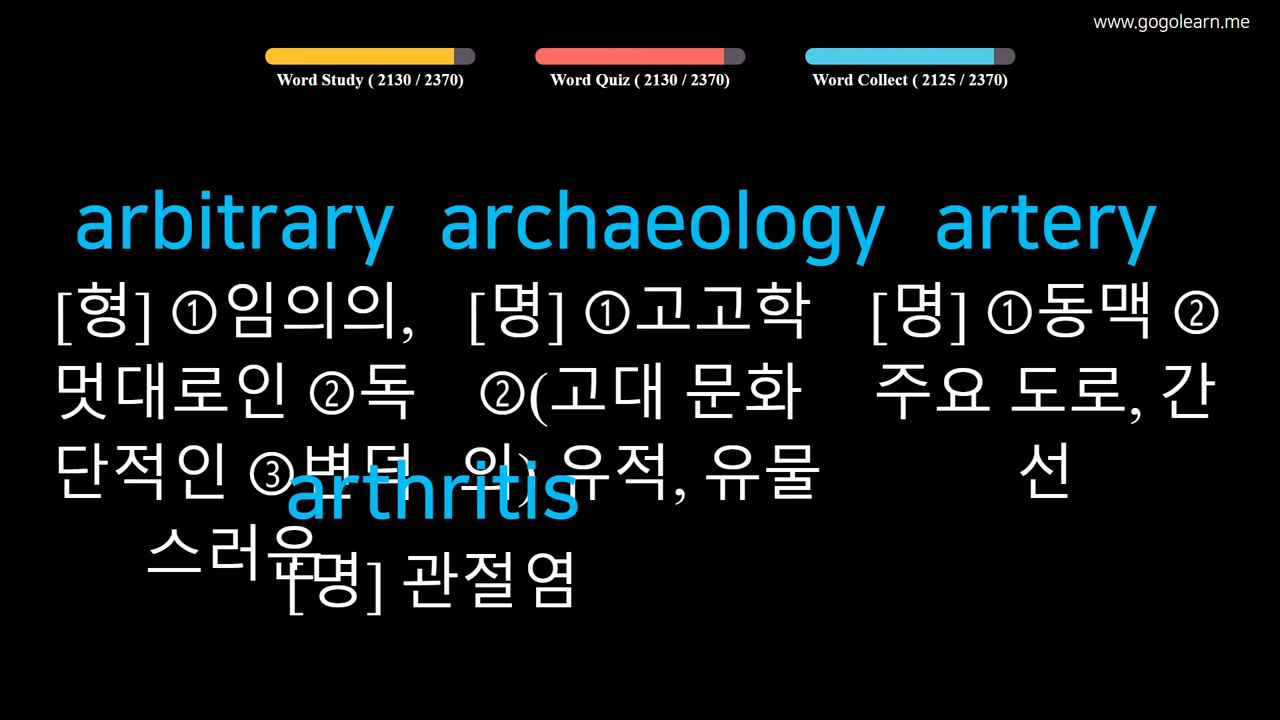 www.gogolearn.me
Word Study ( 2130 / 2370)
Word Quiz ( 2130 / 2370)
Word Collect ( 2125 / 2370)
arbitrary
[형] ①임의의,
멋대로인 ②독
단적인 ③변덕
스러운
archaeology
[명] ①고고학
②(고대 문화
의) 유적, 유물
artery
[명] ①동맥 ②
주요 도로, 간
선
arthritis
[명] 관절염